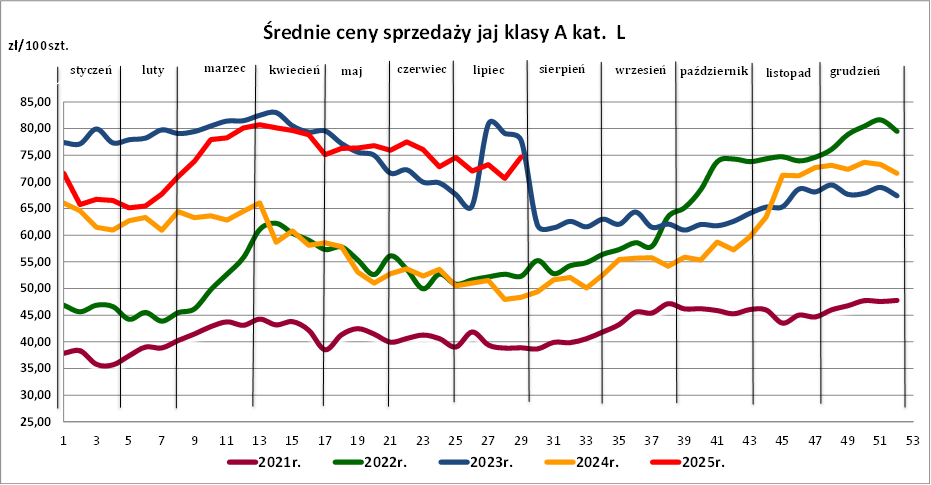 Średnie ceny sprzedaży jaj klasy A kat. L
zł/100szt.
styczeń luty marzec kwiecień maj czerwiec lipiec sierpień wrzesień październik listopad grudzień
85,00
80,00
75,00
70,00
65,00
60,00
55,00
50,00
45,00
40,00
35,00
30,00
25,00
1 3 5 7 9 11 13 15 17 19 21 23 25 27 29 31 33 35 37 39 41 43 45 47 49 51 53
2021r. 2022r. 2023r. 2024r. 2025r.